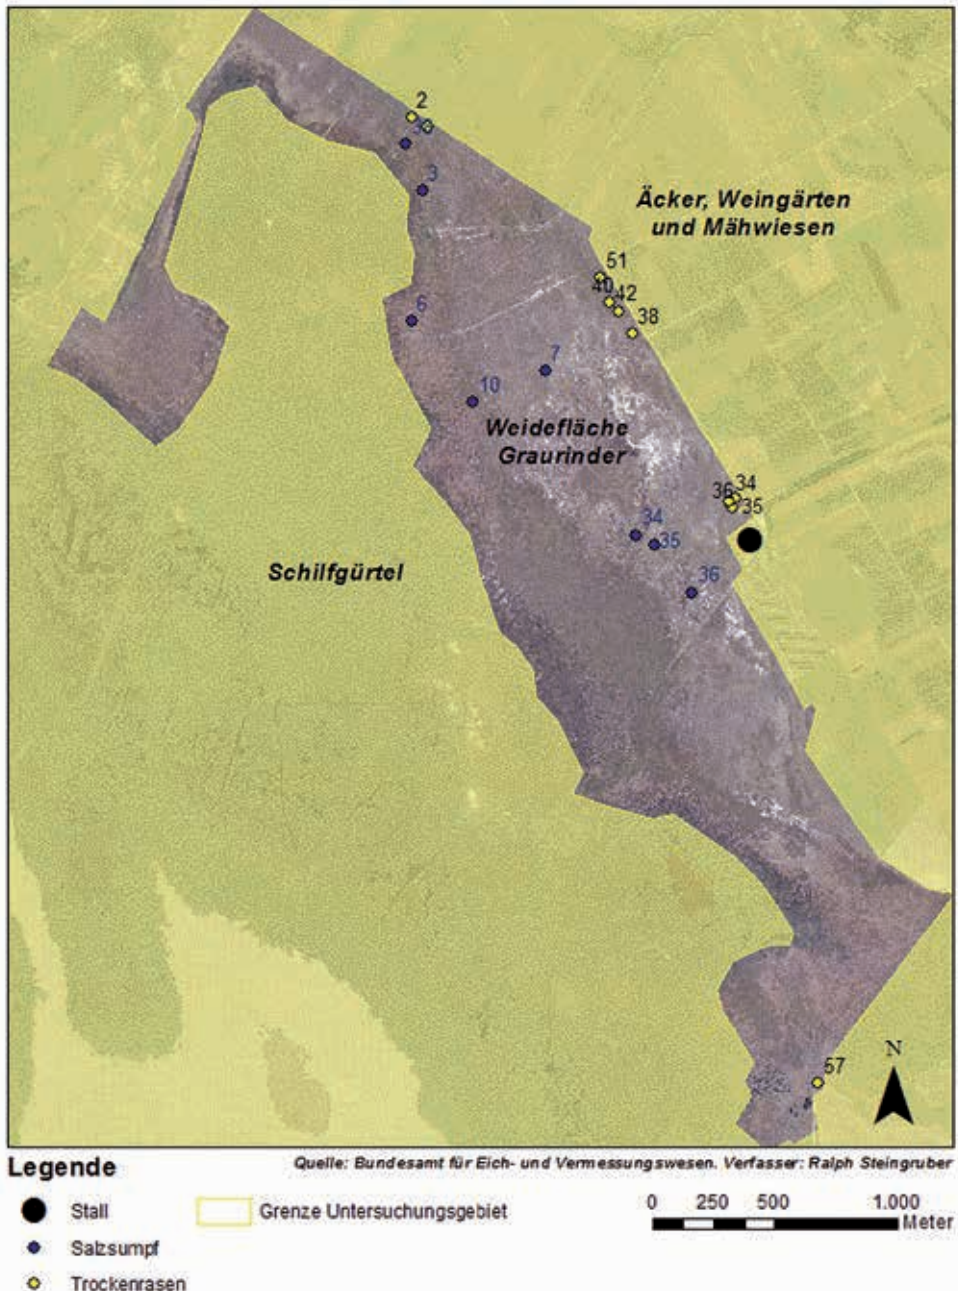 2
3
51
40
42
38
6
7
10
36
34
35
34
35
36
57
Äcker, Weingärten
und Mähwiesen
Weidefläche
Graurinder
Schilfgürtel
N
Legende
Quelle: Bundesamt für Eich- und Vermessungswesen. Verfasser: Ralph Steingruber
Stall
Grenze Untersuchungsgebiet
Salzsumpf
Trockenrasen
0 250 500 1.000
Meter